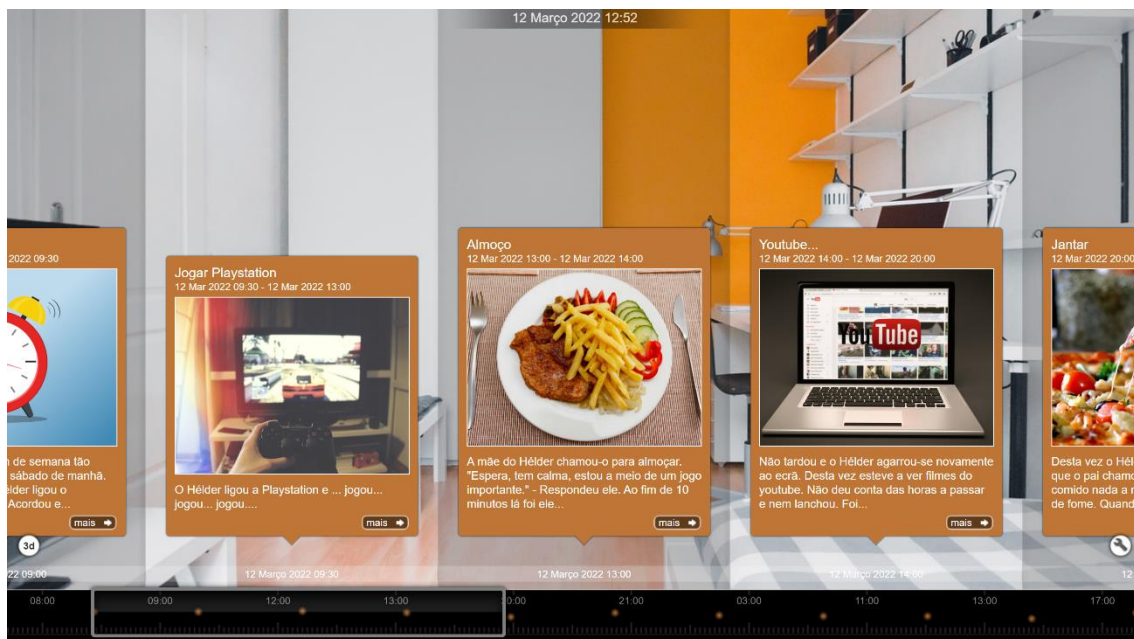 12 Março 2022 12:52
2022 09:30
de semana tão
sábado de manhã.
ligou o
Acordou e...
mais
Jogar Playstation
12 Mar 2022 09:30 - 12 Mar 2022 13:00
O Hélder ligou a Playstation e ... jogou...
jogou... jogou....
mais
Almoço
12 Mar 2022 13:00 - 12 Mar 2022 14:00
A mãe do Hélder chamou-o para almoçar.
"Espera, tem calma, estou a meio de um jogo
importante." - Respondeu ele. Ao fim de 10
minutos lá foi ele...
mais
Youtube...
12 Mar 2022 14:00 - 12 Mar 2022 20:00
YouTube
Não tardou e o Hélder agarrou-se novamente
ao ecrã. Desta vez esteve a ver filmes do
youtube. Não deu conta das horas a passar
e nem lanchou. Foi...
mais
Jantar
12 Mar 2022 20:00
Desta vez o
que o pai
comido nada a
de fome. Quand
3d
22 09:00
12 Março 2022 09:30
12 Março 2022 13:00
12 Março 2022 14:00
12
08:00
09:00
12:00
13:00
20:00
21:00
03:00
11:00
13:00
17:00